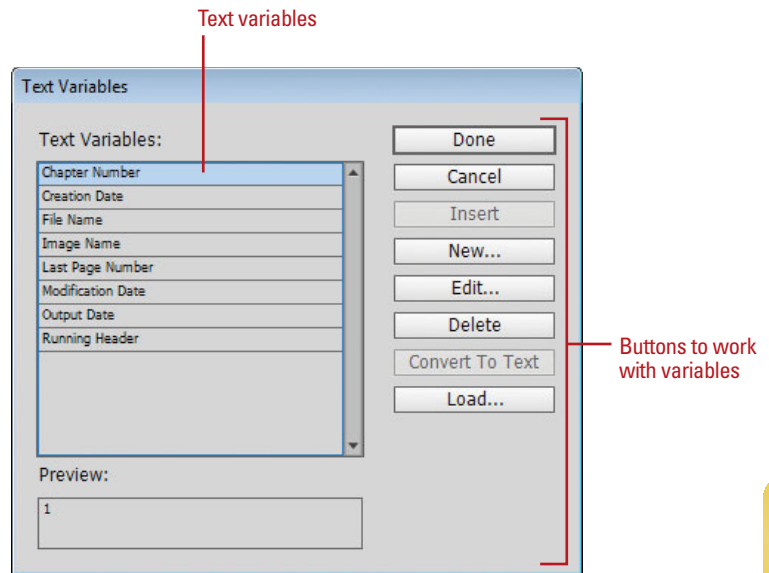 Text variables
Text Variables
Text Variables:
Chapter Number
Creation Date
File Name
Image Name
Last Page Number
Modification Date
Output Date
Running Header
Done
Cancel
Insert
New...
Edit...
Delete
Convert To Text
Load...
Buttons to work
with variables
Preview:
1